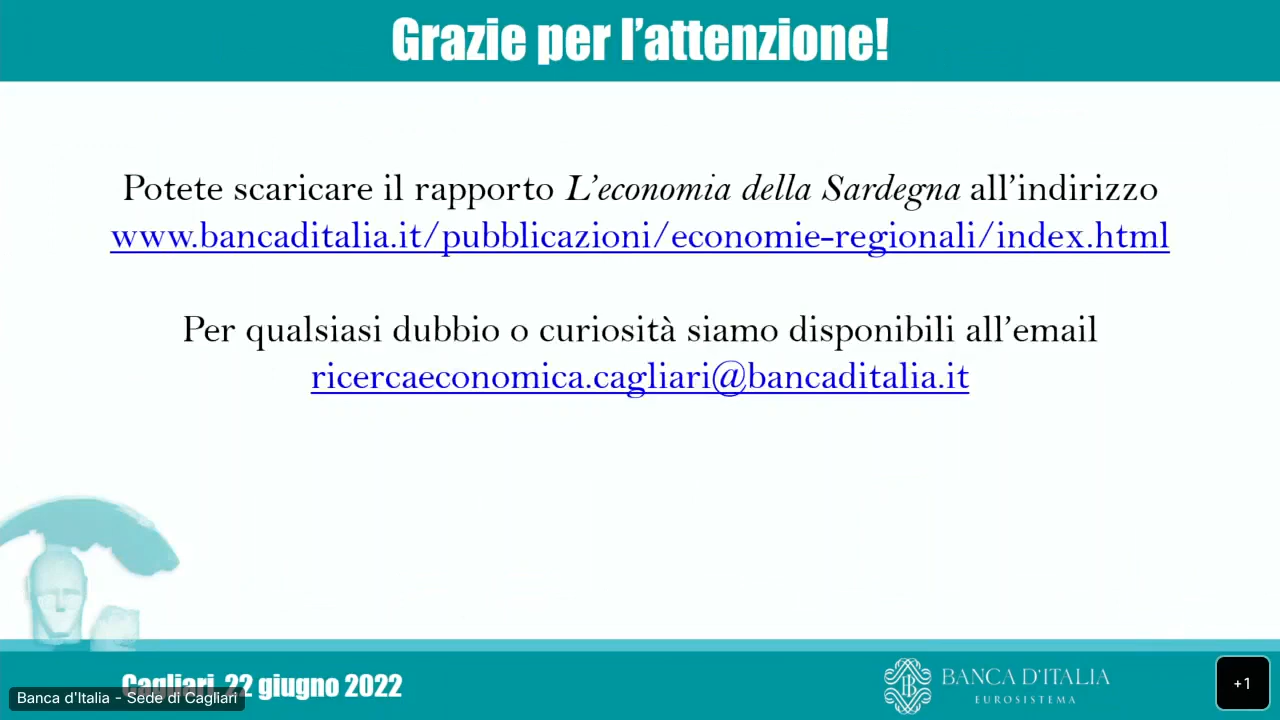 Grazie per l’attenzione!
Potete scaricare il rapporto L’economia della Sardegna all’indirizzo
www.bancaditalia.it/pubblicazioni/economie-regionali/index.html
Per qualsiasi dubbio o curiosità siamo disponibili all’email
ricercaeconomica.cagliari@bancaditalia.it
Cagliari, 22 giugno 2022
Banca d'Italia - Sede di Cagliari
BANCA D'ITALIA
EUROSISTEMA
+1